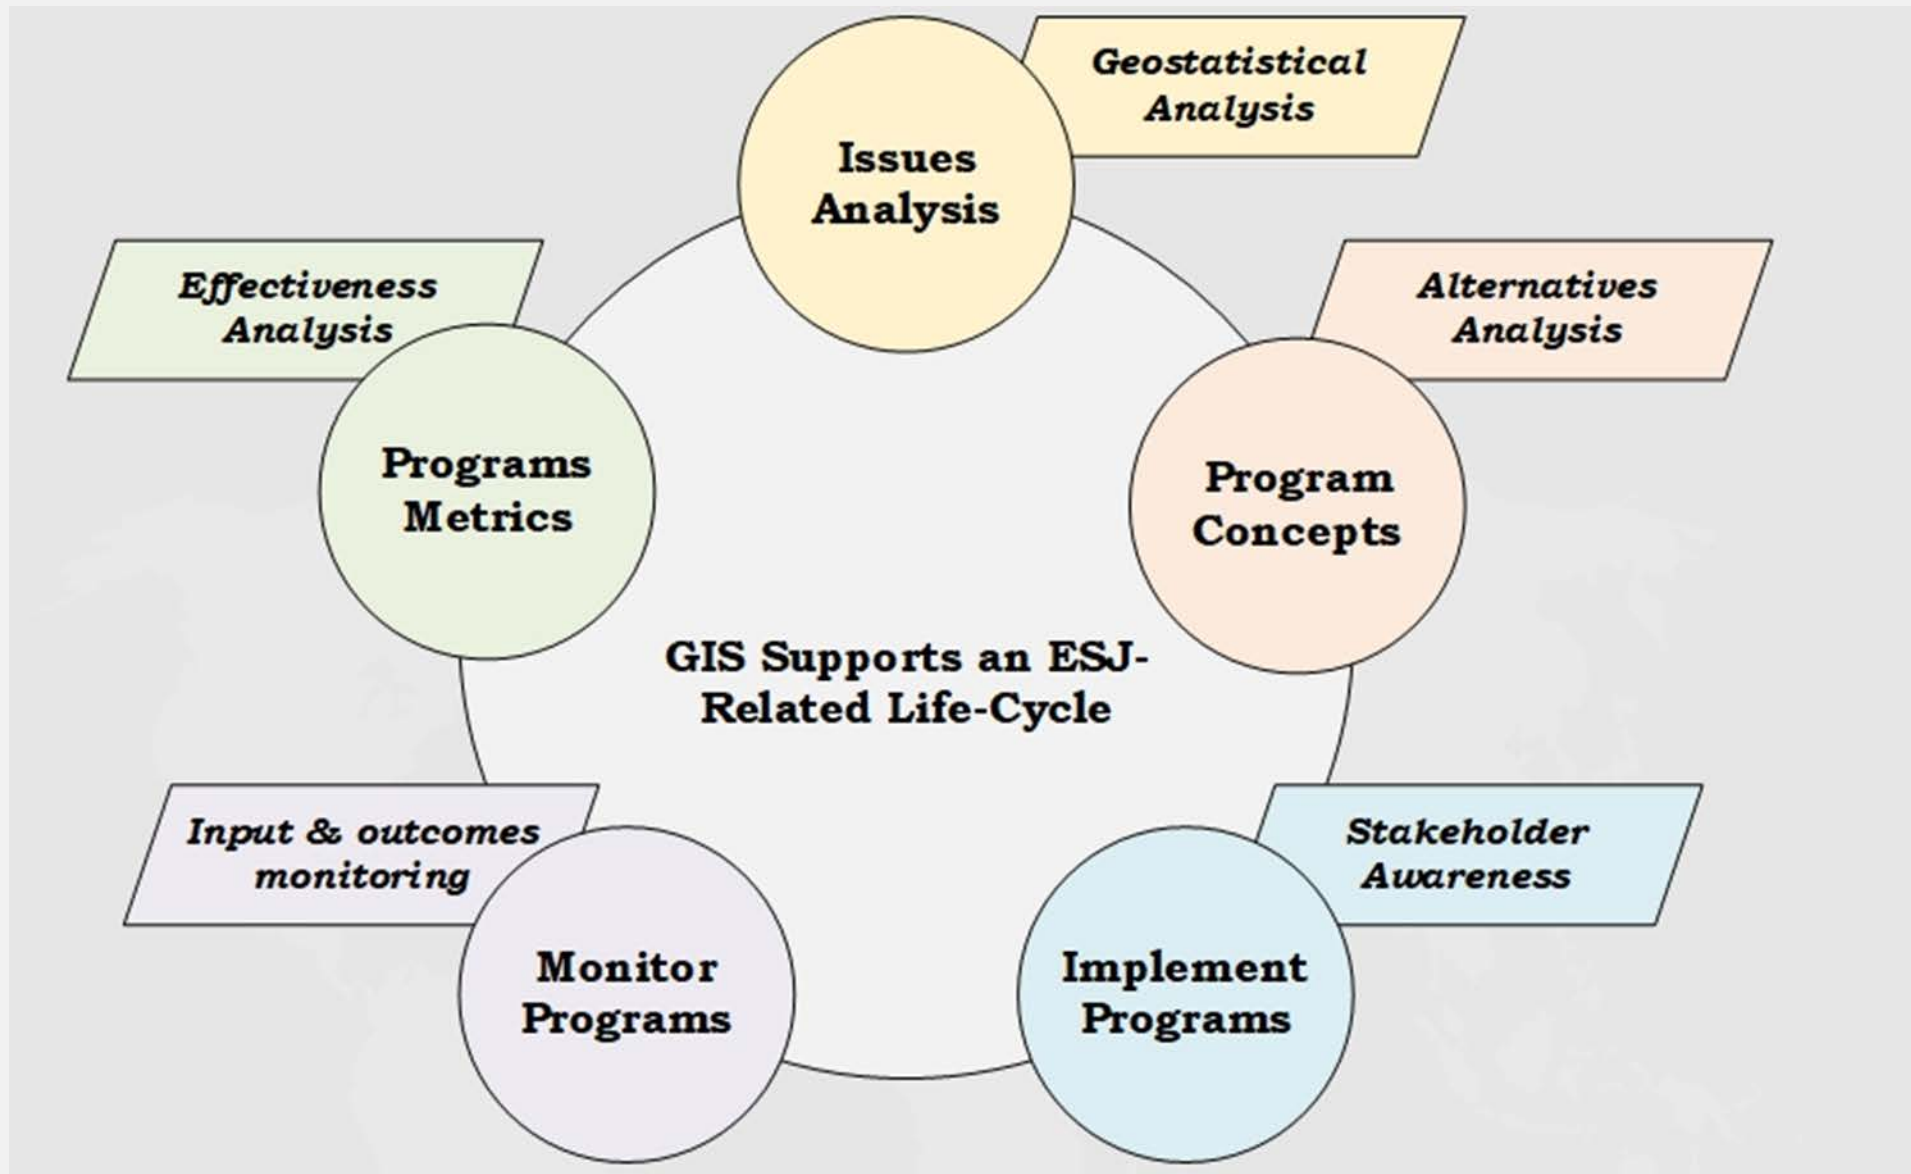 Geostatistical
Analysis
Issues
Analysis
Effectiveness
Analysis
Alternatives
Analysis
Programs
Metrics
Program
Concepts
GIS Supports an ESJ-
Related Life-Cycle
Input & outcomes
monitoring
Stakeholder
Awareness
Monitor
Programs
Implement
Programs